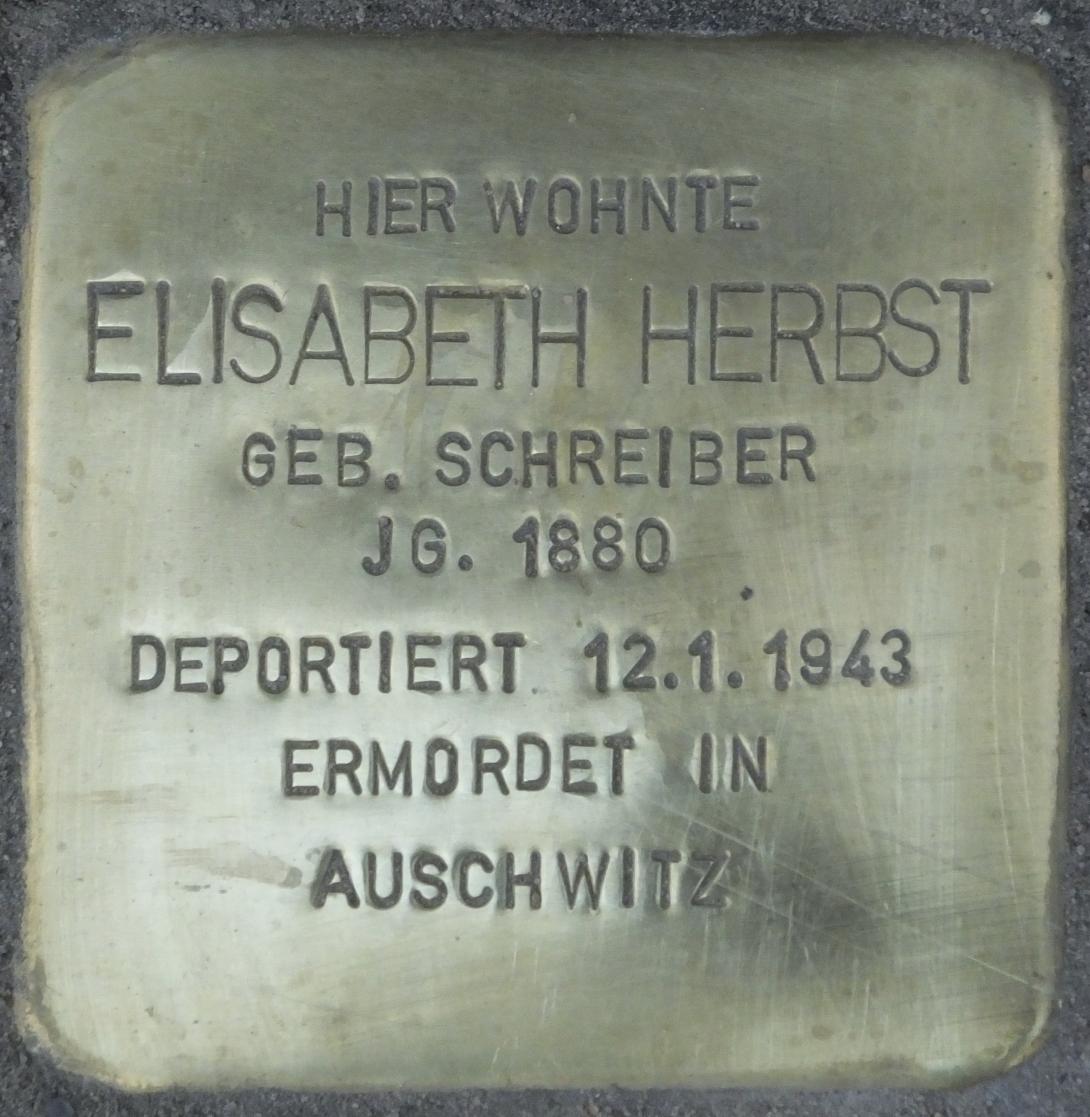 HIER WOHNTE
ELISABETH HERBST
GEB. SCHREIBER
JG. 1880
DEPORTIERT 12.1.1943
ERMORDET IN
AUSCHWITZ